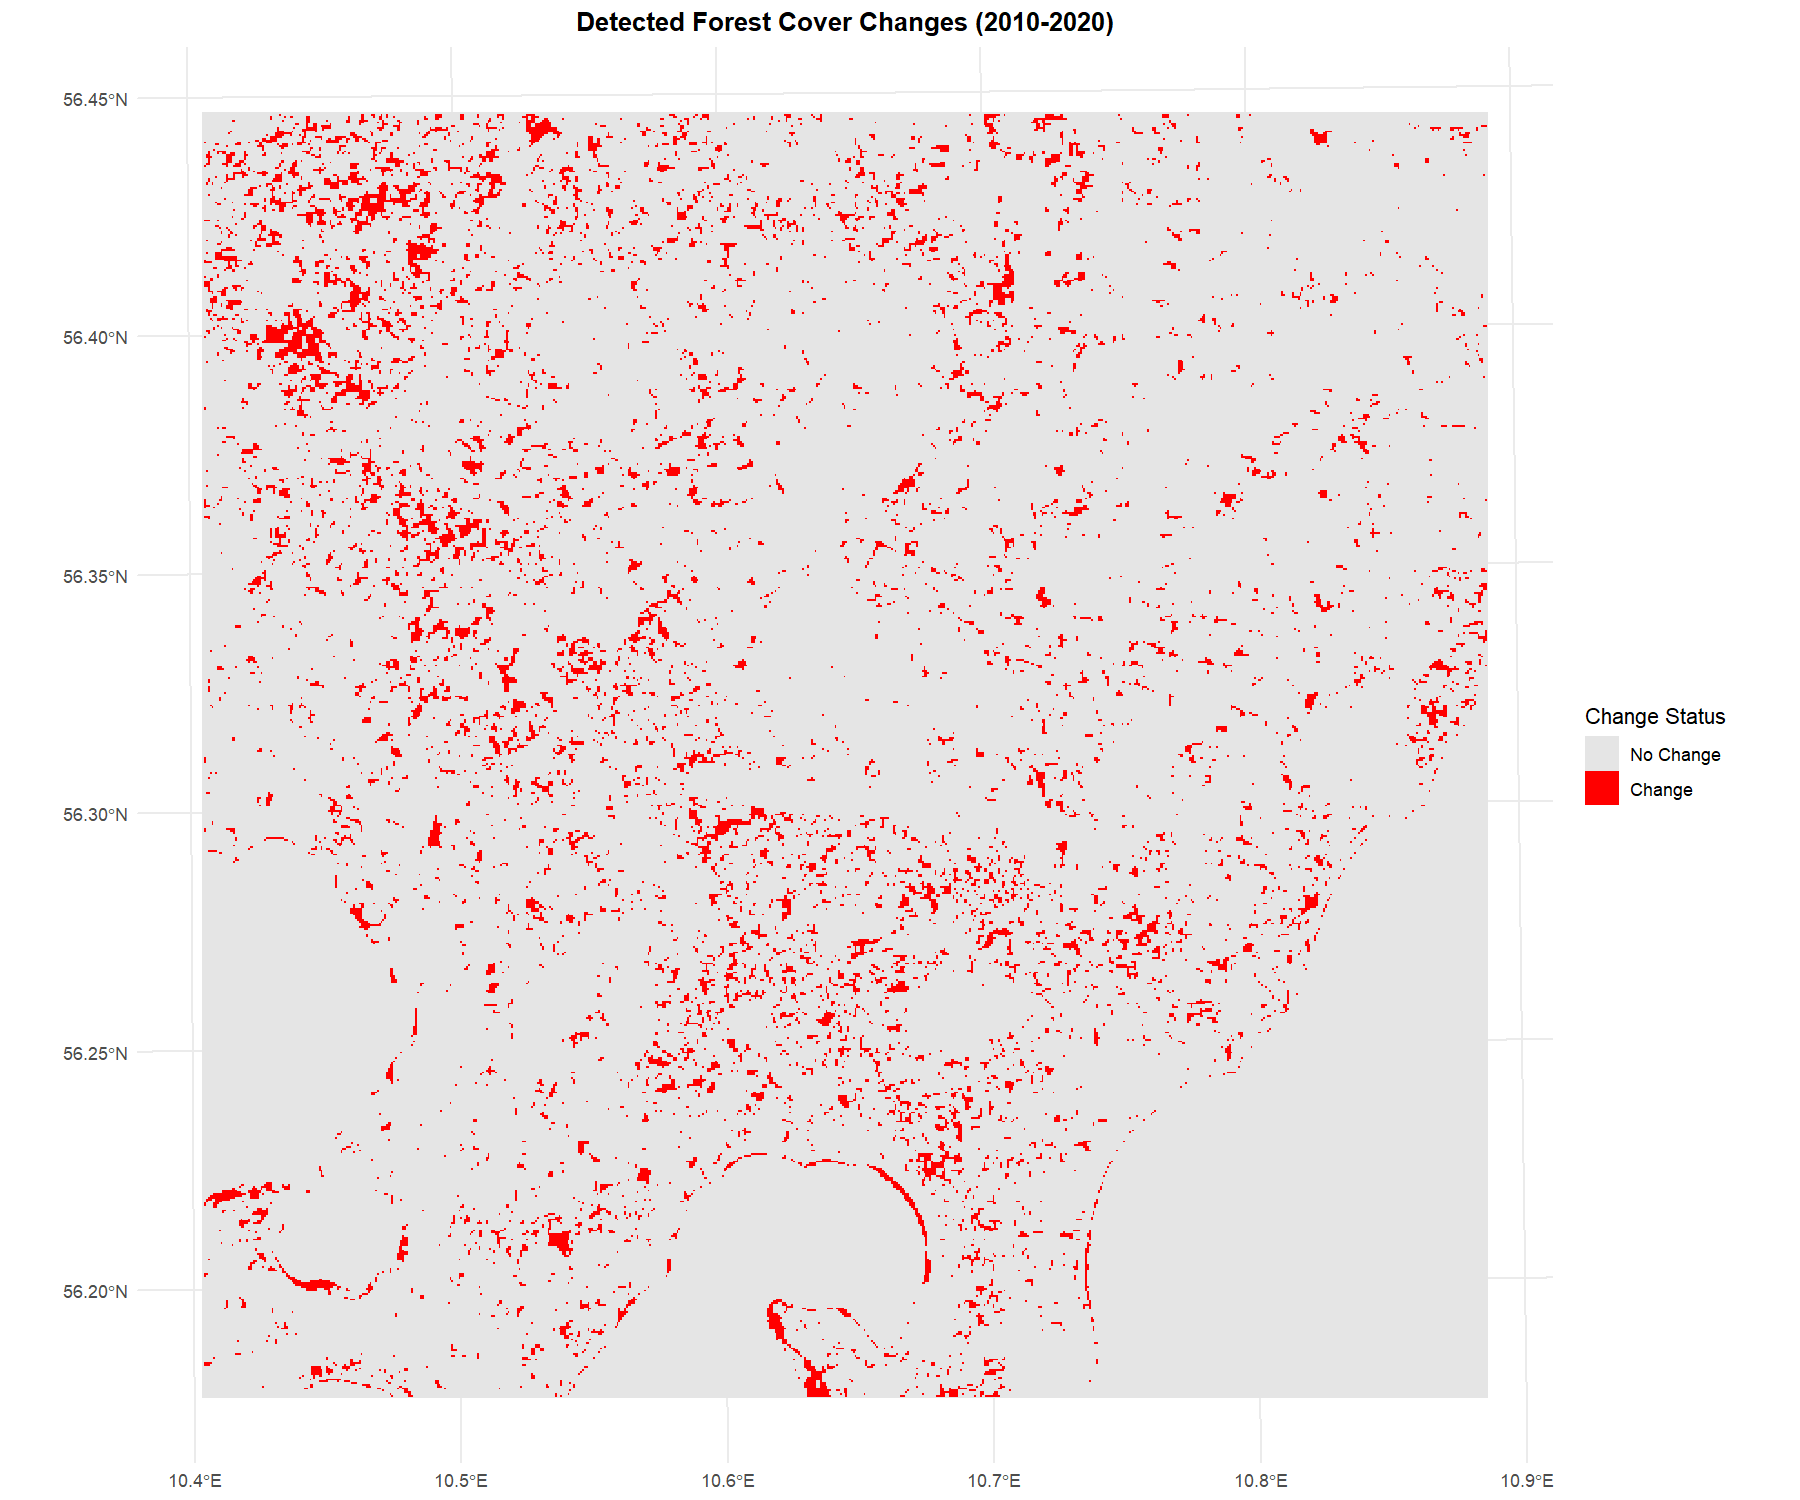 Detected Forest Cover Changes (2010-2020)
56.45°N
56.40°N
56.35°N
56.30°N
56.25°N
56.20°N
10.4°E
10.5°E
10.6°E
10.7°E
10.8°E
10.9°E
Change Status
No Change
Change